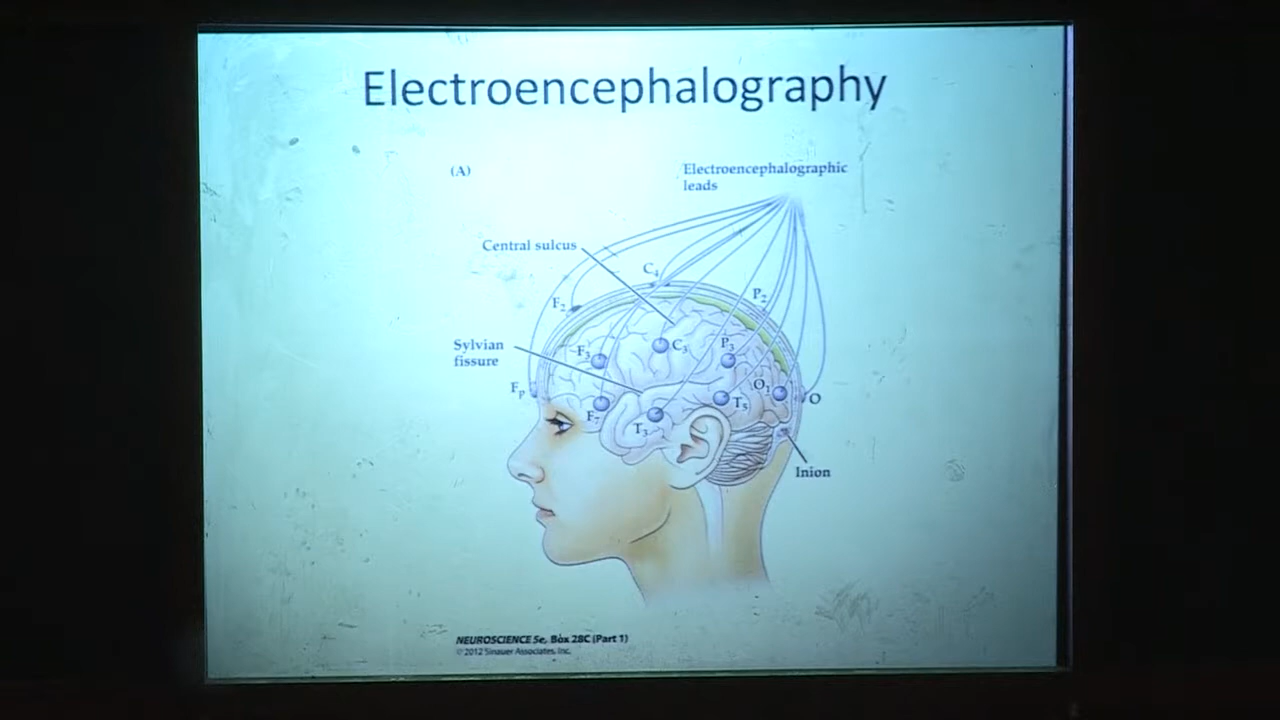 Electroencephalography
(A)
Electroencephalographic
leads
Central sulcus
C₄
F₂
P₂
Sylvian
fissure
F₃
C₃
P₃
Fₚ
F₇
T₃
T₅
O₁
O
Inion
NEUROSCIENCE 5e, Box 28C (Part 1)
© 2012 Sinauer Associates, Inc.